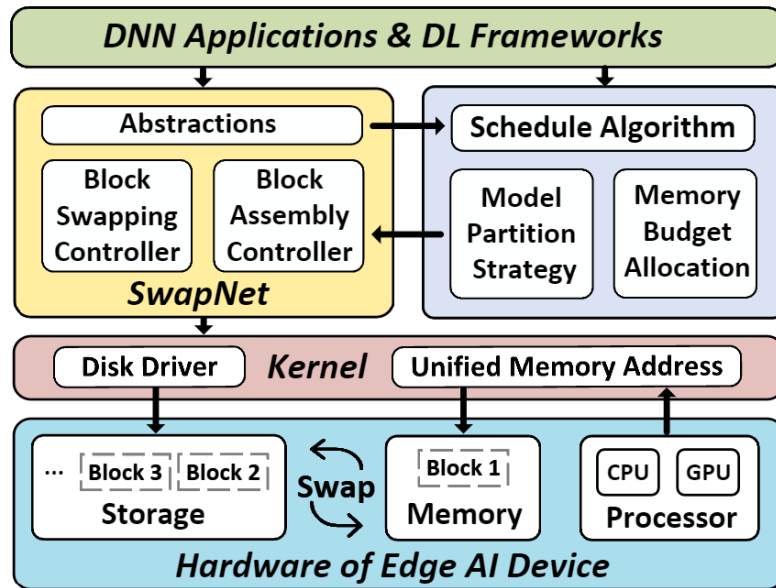 DNN Applications & DL Frameworks
Abstractions
Block
Swapping
Controller
Block
Assembly
Controller
SwapNet
Schedule Algorithm
Model
Partition
Strategy
Memory
Budget
Allocation
Disk Driver
Kernel
Unified Memory Address
... Block 3 Block 2
Storage
Swap
Block 1
Memory
CPU GPU
Processor
Hardware of Edge AI Device